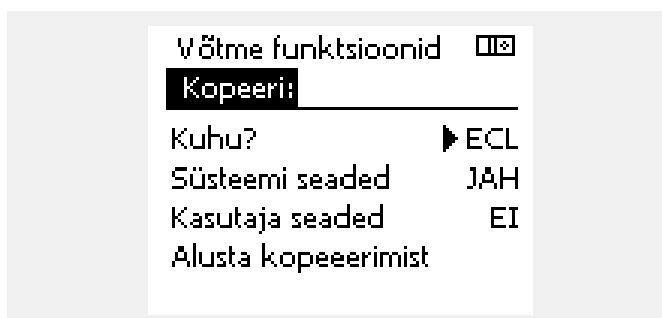 Võtme funktsioonid
Kopeeri:
Kuhu? ▶ ECL
Süsteemi seaded JAH
Kasutaja seaded EI
Alusta kopeeerimist